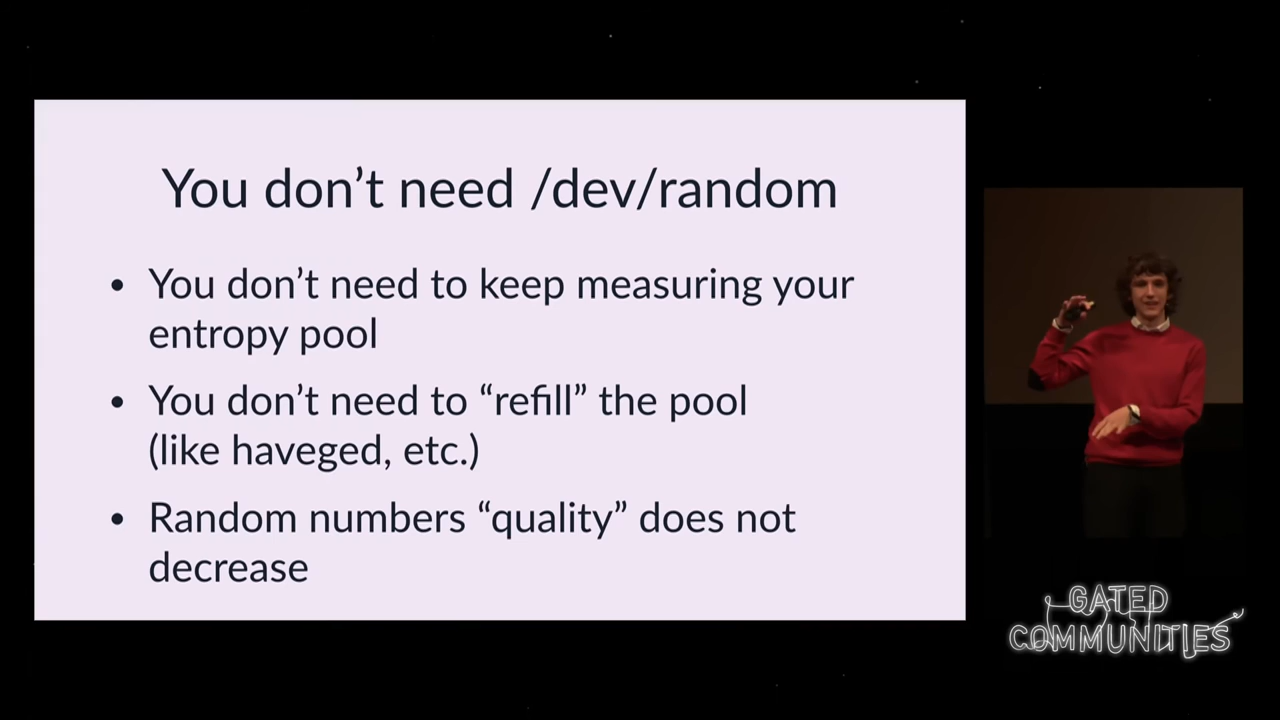 You don’t need /dev/random
• You don’t need to keep measuring your
entropy pool
• You don’t need to “refill” the pool
(like haveged, etc.)
• Random numbers “quality” does not
decrease
GATED
COMMUNITIES